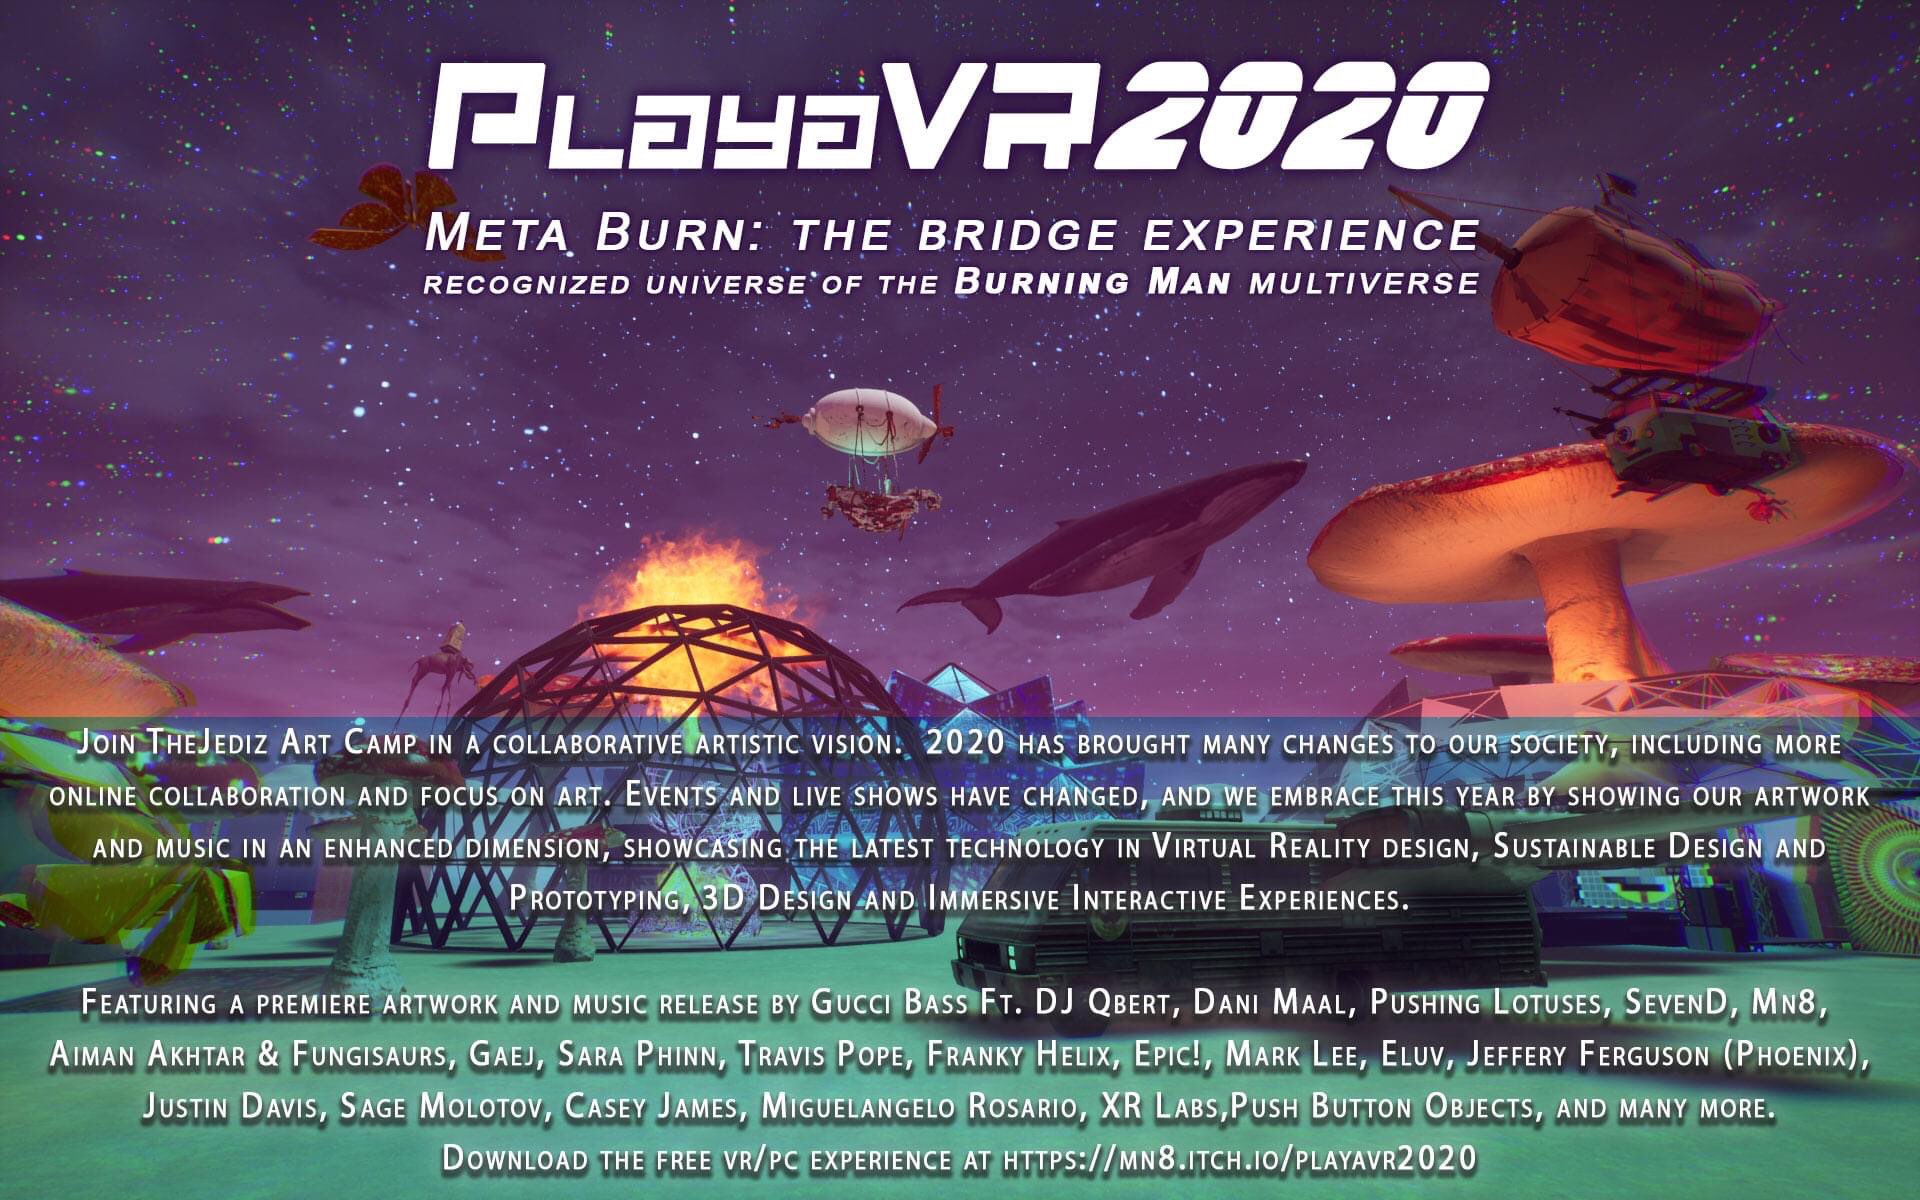 PlayaVR2020
Meta Burn: the bridge experience
recognized universe of the Burning Man multiverse
Join TheJediz Art Camp in a collaborative artistic vision. 2020 has brought many changes to our society, including more
online collaboration and focus on art. Events and live shows have changed, and we embrace this year by showing our artwork
and music in an enhanced dimension, showcasing the latest technology in Virtual Reality design, Sustainable Design and
Prototyping, 3D Design and Immersive Interactive Experiences.
Featuring a premiere artwork and music release by Gucci Bass Ft. DJ Qbert, Dani Maal, Pushing Lotuses, SevenD, Mn8,
Aiman Akhtar & Fungisaurs, Gaej, Sara Phinn, Travis Pope, Franky Helix, Epic!, Mark Lee, Eluv, Jeffery Ferguson (Phoenix),
Justin Davis, Sage Molotov, Casey James, Miguelangelo Rosario, XR Labs,Push Button Objects, and many more.
Download the free vr/pc experience at https://mn8.itch.io/playavr2020